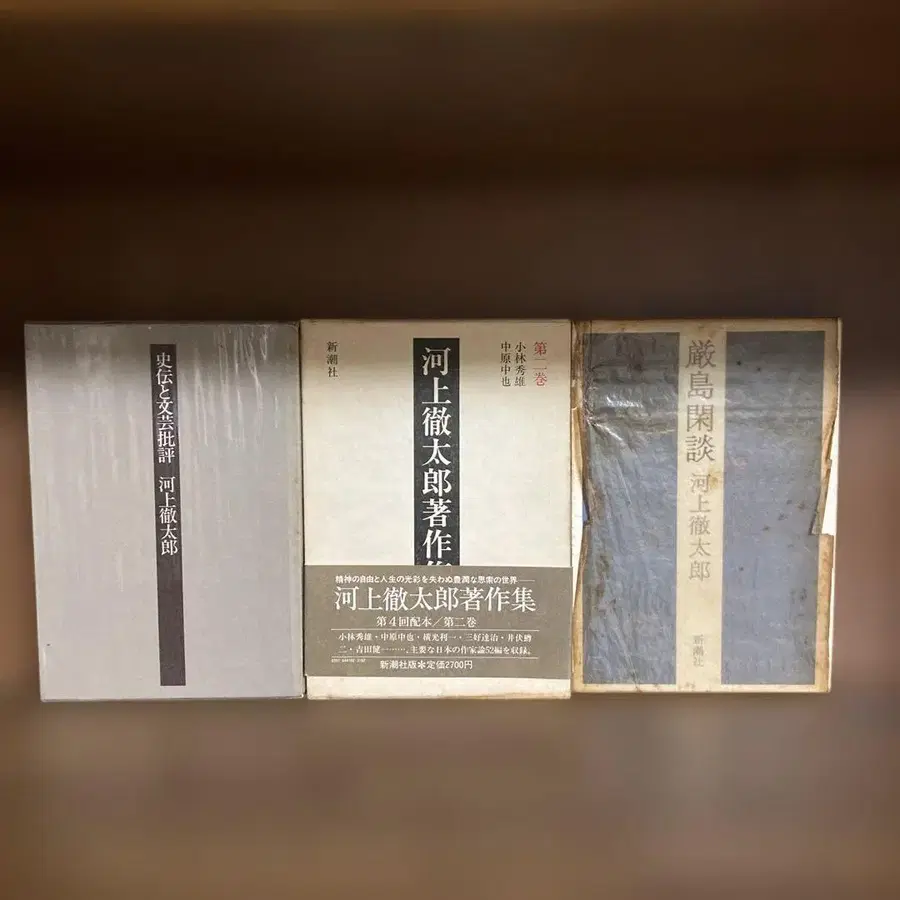 史伝と文芸批評 河上徹太郎
第二巻
小林秀雄
中原中也
河上徹太郎著作
新潮社
精神の自由と人生の光彩を失わぬ豊潤な思索の世界
河上徹太郎著作集
第4回配本/第二巻
小林秀雄・中原中也・横光利一・三好達治・井伏鱒
二・吉田健一……、主要な日本の作家論52編を収録。
新潮社版*定価2700円
厳島閑談 河上徹太郎
新潮社